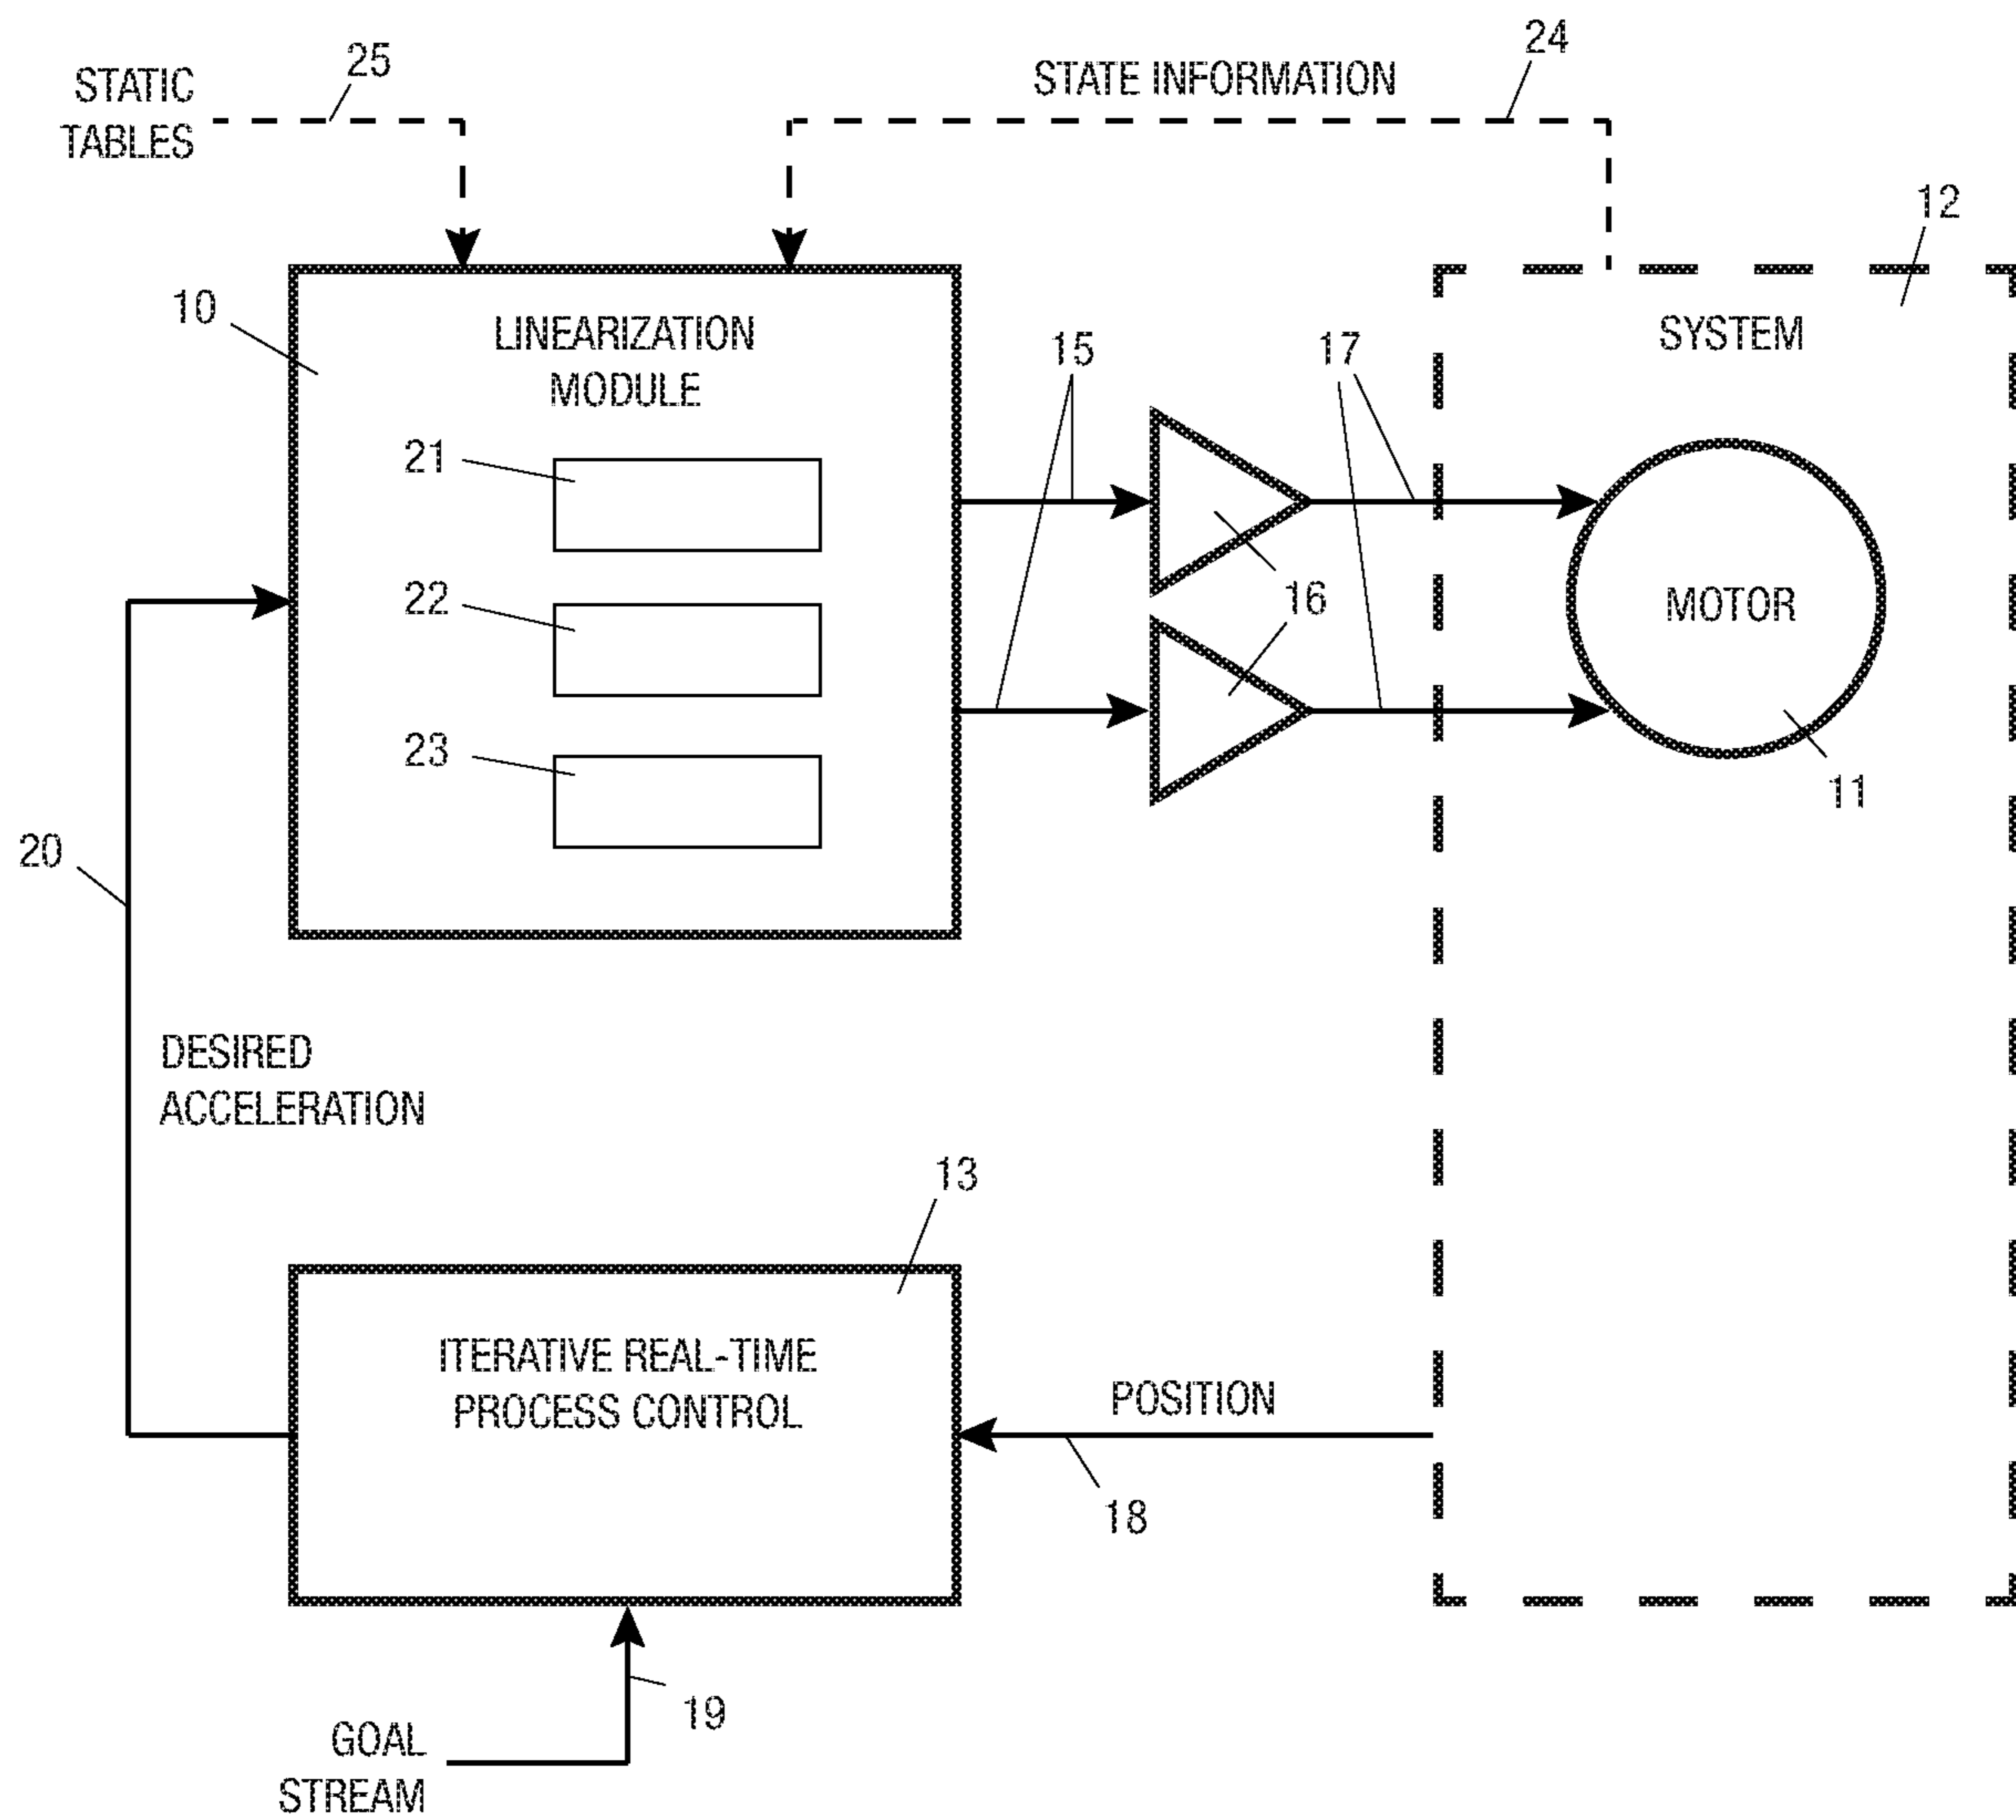 24
25
STATE INFORMATION
STATIC
TABLES
12
10
LINEARIZATION
MODULE
15
17
SYSTEM
21
22
16
MOTOR
23
11
20
DESIRED
ACCELERATION
13
ITERATIVE REAL-TIME
PROCESS CONTROL
POSITION
18
19
GOAL
STREAM